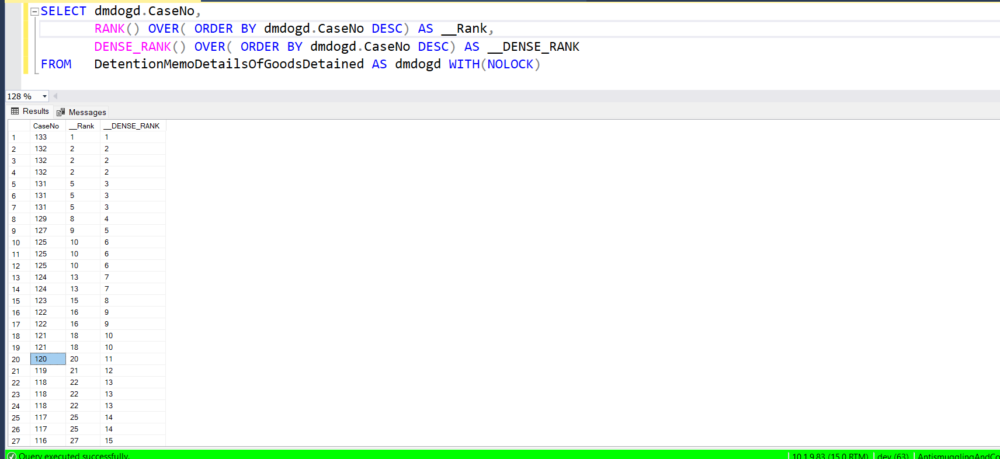 SELECT dmdogd.CaseNo,
RANK() OVER( ORDER BY dmdogd.CaseNo DESC) AS __Rank,
DENSE_RANK() OVER( ORDER BY dmdogd.CaseNo DESC) AS __DENSE_RANK
FROM DetentionMemoDetailsOfGoodsDetained AS dmdogd WITH(NOLOCK)
128 %
Results Messages
CaseNo __Rank __DENSE_RANK
1 133 1 1
2 132 2 2
3 132 2 2
4 132 2 2
5 131 5 3
6 131 5 3
7 131 5 3
8 129 8 4
9 127 9 5
10 125 10 6
11 125 10 6
12 125 10 6
13 124 13 7
14 124 13 7
15 123 15 8
16 122 16 9
17 122 16 9
18 121 18 10
19 121 18 10
20 120 20 11
21 119 21 12
22 118 22 13
23 118 22 13
24 118 22 13
25 117 25 14
26 117 25 14
27 116 27 15
Query executed successfully. 10.1.9.83 (15.0 RTM) dev (63) AntismugglingAndCo